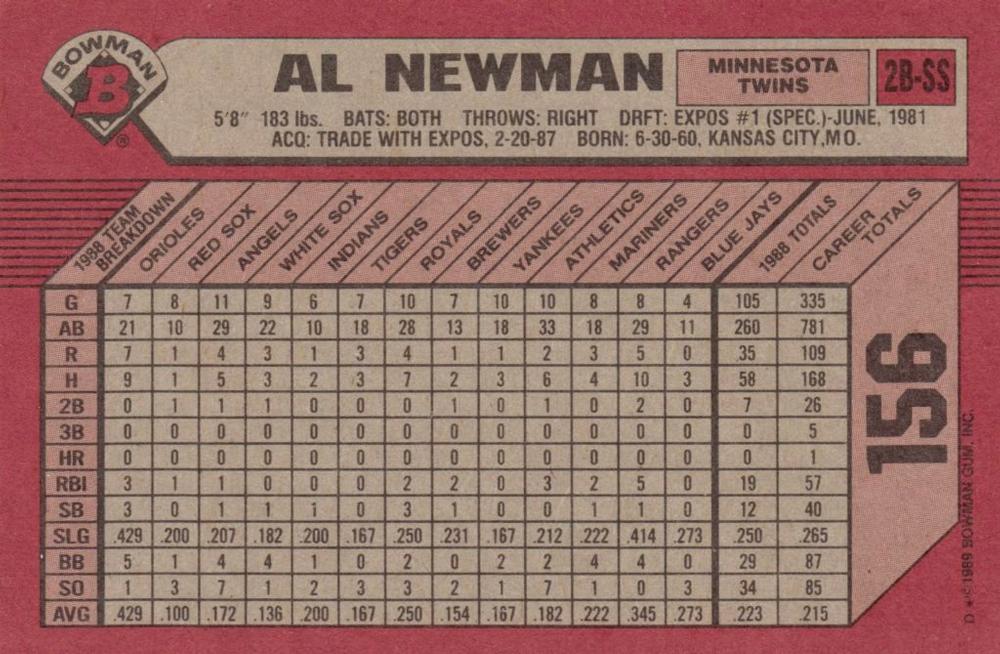 BOWMAN
B
®
AL NEWMAN
MINNESOTA
TWINS
2B-SS
5'8" 183 lbs. BATS: BOTH THROWS: RIGHT DRFT: EXPOS #1 (SPEC.)-JUNE, 1981
ACQ: TRADE WITH EXPOS, 2-20-87 BORN: 6-30-60, KANSAS CITY,MO.
1988 TEAM BREAKDOWN ORIOLES RED SOX ANGELS WHITE SOX INDIANS TIGERS ROYALS BREWERS YANKEES ATHLETICS MARINERS RANGERS BLUE JAYS 1988 TOTALS CAREER TOTALS
G 7 8 11 9 6 7 10 7 10 10 8 8 4 105 335
AB 21 10 29 22 10 18 28 13 18 33 18 29 11 260 781
R 7 1 4 3 1 3 4 1 1 2 3 5 0 35 109
H 9 1 5 3 2 3 7 2 3 6 4 10 3 58 168
2B 0 1 1 1 0 0 0 1 0 1 0 2 0 7 26
3B 0 0 0 0 0 0 0 0 0 0 0 0 0 0 5
HR 0 0 0 0 0 0 0 0 0 0 0 0 0 0 1
RBI 3 1 1 0 0 0 2 2 0 3 2 5 0 19 57
SB 3 0 1 1 1 0 3 1 0 0 1 1 0 12 40
SLG .429 .200 .207 .182 .200 .167 .250 .231 .167 .212 .222 .414 .273 .250 .265
BB 5 1 4 4 1 0 2 0 2 2 4 4 0 29 87
SO 1 3 7 1 2 3 3 2 1 7 1 0 3 34 85
AVG .429 .100 .172 .136 .200 .167 .250 .154 .167 .182 .222 .345 .273 .223 .215
156
D ★★© 1989 BOWMAN GUM, INC.